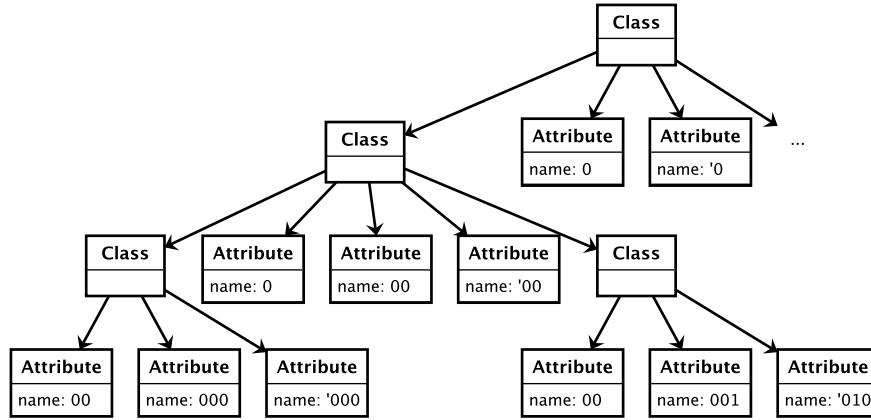 Class
Attribute
name: 0
Attribute
name: '0
...
Class
Class
Attribute
name: 0
Attribute
name: 00
Attribute
name: '00
Class
Attribute
name: 00
Attribute
name: 000
Attribute
name: '000
Attribute
name: 00
Attribute
name: 001
Attribute
name: '010